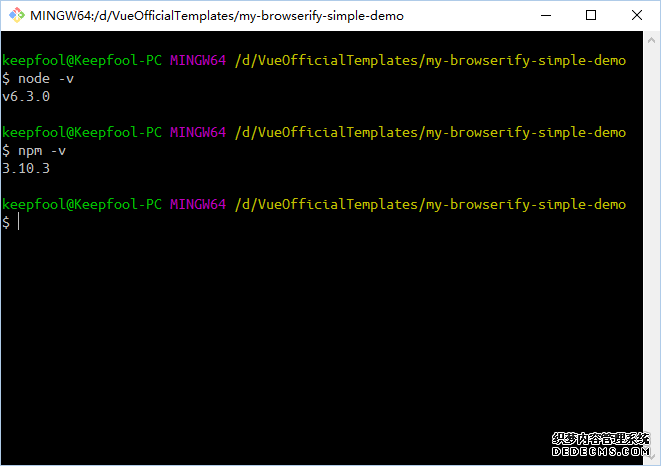 MINGW64:/d/VueOfficialTemplates/my-browserify-simple-demo
keepfool@Keepfool-PC MINGW64 /d/VueOfficialTemplates/my-browserify-simple-demo
$ node -v
v6.3.0
keepfool@Keepfool-PC MINGW64 /d/VueOfficialTemplates/my-browserify-simple-demo
$ npm -v
3.10.3
keepfool@Keepfool-PC MINGW64 /d/VueOfficialTemplates/my-browserify-simple-demo
$
织梦内容管理系统
DEDECMS.COM